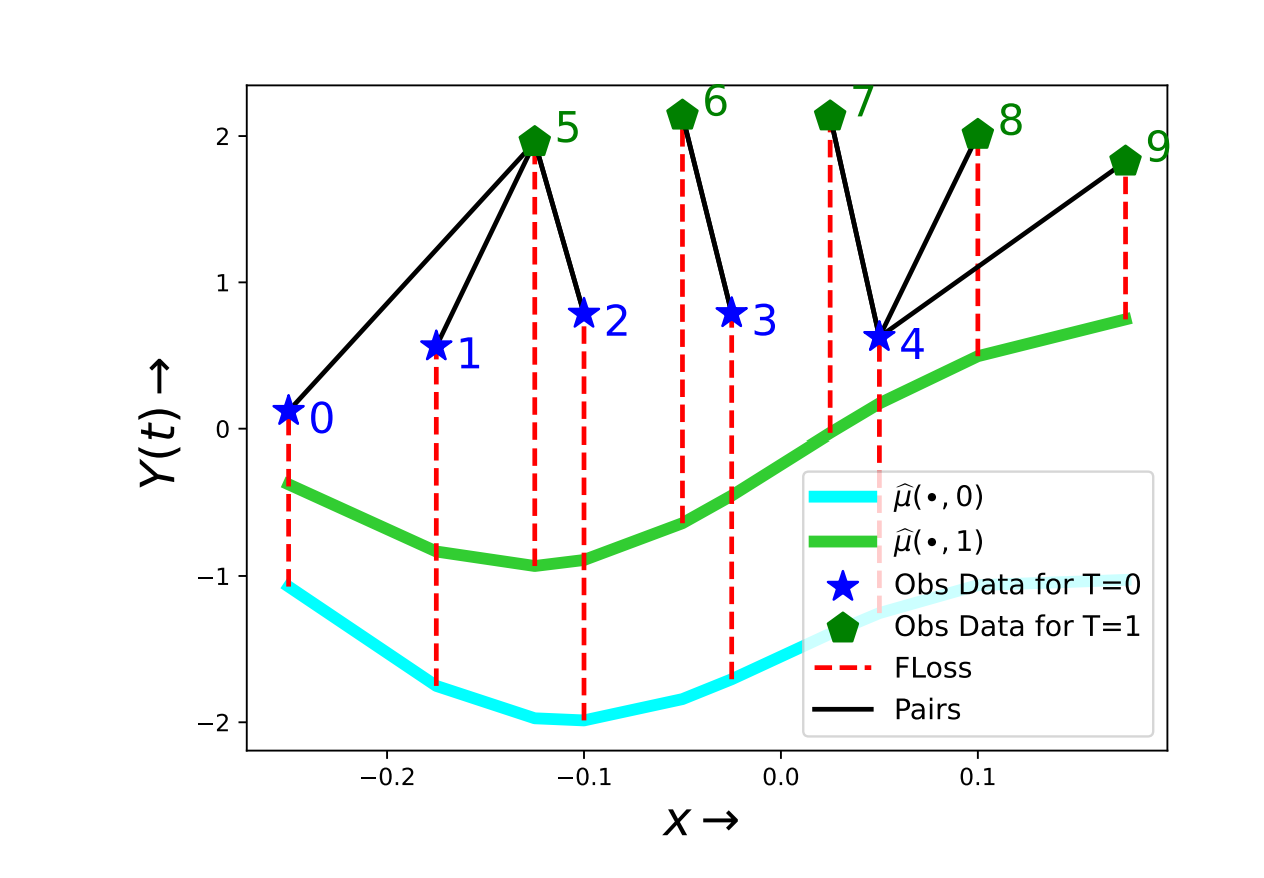 6
7
8
5
9
2
1
2
3
4
1
0
0
Y(t) →
−1
−2
μ̂(•, 0)
μ̂(•, 1)
Obs Data for T=0
Obs Data for T=1
FLoss
Pairs
−0.2 −0.1 0.0 0.1
x →